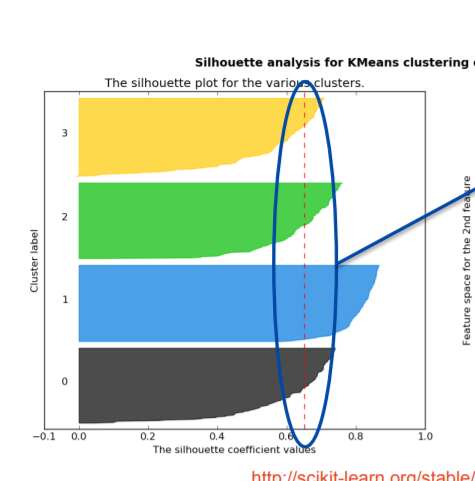 Silhouette analysis for KMeans clustering
The silhouette plot for the various clusters.
3
2
1
0
Cluster label
−0.1 0.0 0.2 0.4 0.6 0.8 1.0
The silhouette coefficient values
Feature space for the 2nd feature
http://scikit-learn.org/stable/